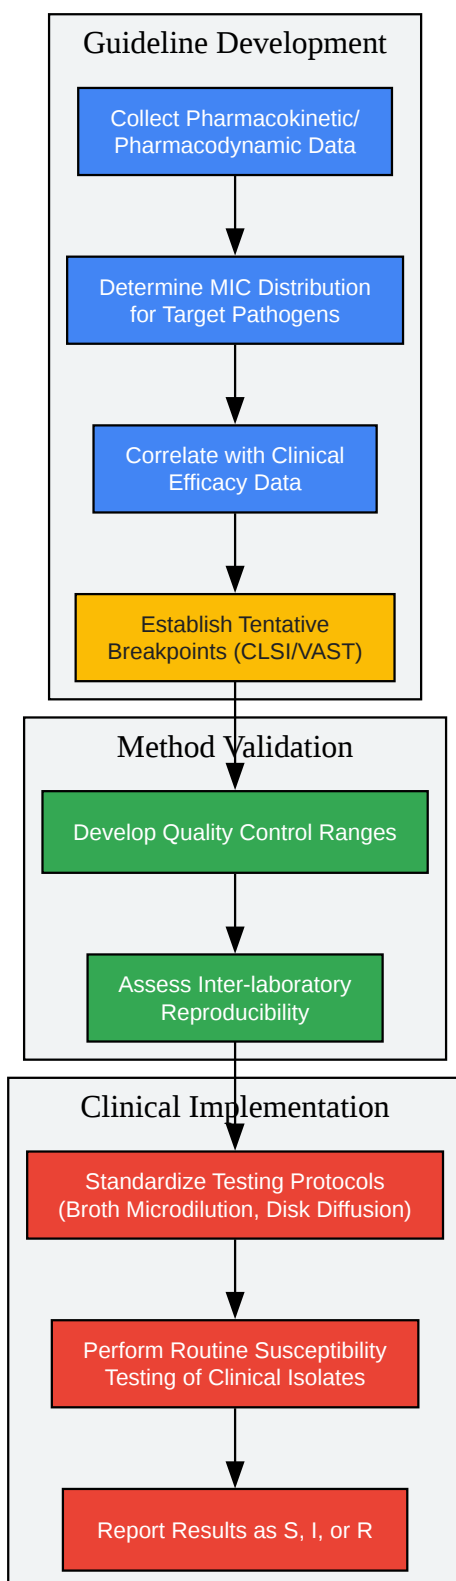 Guideline Development
Collect Pharmacokinetic/
Pharmacodynamic Data
Determine MIC Distribution
for Target Pathogens
Correlate with Clinical
Efficacy Data
Establish Tentative
Breakpoints (CLSI/VAST)
Method Validation
Develop Quality Control Ranges
Assess Inter-laboratory
Reproducibility
Clinical Implementation
Standardize Testing Protocols
(Broth Microdilution, Disk Diffusion)
Perform Routine Susceptibility
Testing of Clinical Isolates
Report Results as S, I, or R